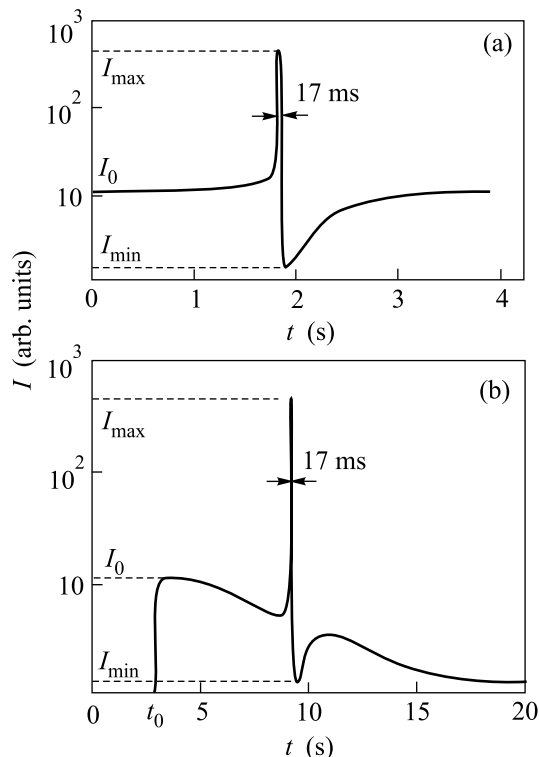 10³
(a)
I_max
17 ms
10²
I₀
10
I_min
0 1 2 3 4
t (s)
I (arb. units)
10³
(b)
I_max
10²
17 ms
I₀
10
I_min
0 t₀ 5 10 15 20
t (s)